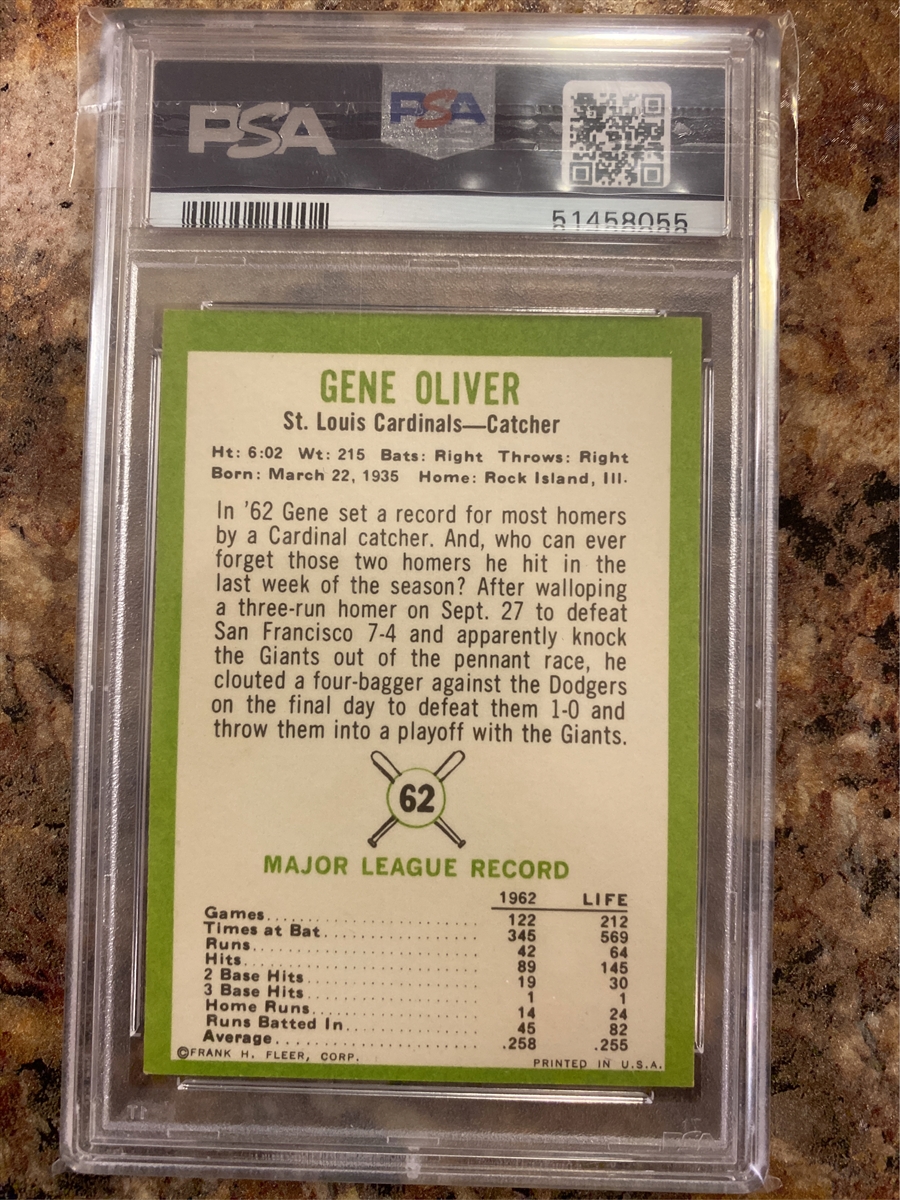 PSA PSA
51458055
GENE OLIVER
St. Louis Cardinals—Catcher
Ht: 6:02 Wt: 215 Bats: Right Throws: Right
Born: March 22, 1935 Home: Rock Island, Ill.
In '62 Gene set a record for most homers
by a Cardinal catcher. And, who can ever
forget those two homers he hit in the
last week of the season? After walloping
a three-run homer on Sept. 27 to defeat
San Francisco 7-4 and apparently knock
the Giants out of the pennant race, he
clouted a four-bagger against the Dodgers
on the final day to defeat them 1-0 and
throw them into a playoff with the Giants.
62
MAJOR LEAGUE RECORD
1962 LIFE
Games 122 212
Times at Bat 345 569
Runs 42 64
Hits 89 145
2 Base Hits 19 30
3 Base Hits 1 1
Home Runs 14 24
Runs Batted In 45 82
Average .258 .255
©FRANK H. FLEER, CORP. PRINTED IN U.S.A.
PSA